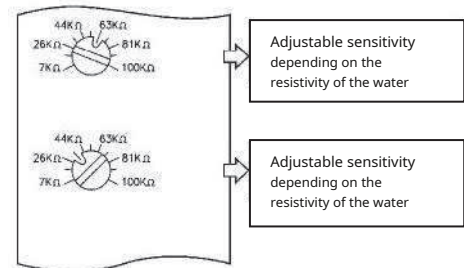 44KΩ 63KΩ
26KΩ 81KΩ
7KΩ 100KΩ
Adjustable sensitivity
depending on the
resistivity of the water
44KΩ 63KΩ
26KΩ 81KΩ
7KΩ 100KΩ
Adjustable sensitivity
depending on the
resistivity of the water